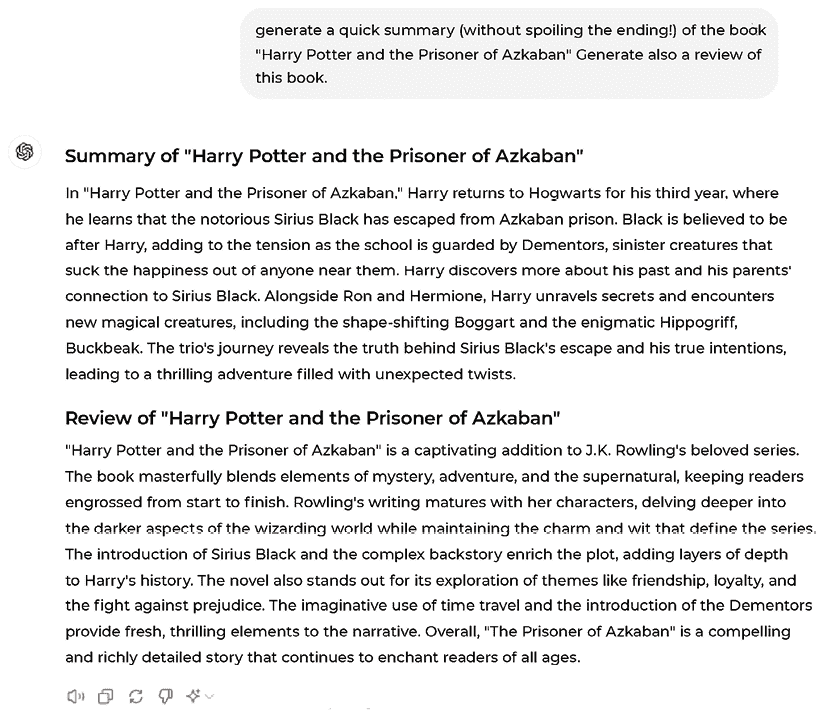 generate a quick summary (without spoiling the ending!) of the book
"Harry Potter and the Prisoner of Azkaban" Generate also a review of
this book.
Summary of "Harry Potter and the Prisoner of Azkaban"
In "Harry Potter and the Prisoner of Azkaban," Harry returns to Hogwarts for his third year, where
he learns that the notorious Sirius Black has escaped from Azkaban prison. Black is believed to be
after Harry, adding to the tension as the school is guarded by Dementors, sinister creatures that
suck the happiness out of anyone near them. Harry discovers more about his past and his parents'
connection to Sirius Black. Alongside Ron and Hermione, Harry unravels secrets and encounters
new magical creatures, including the shape-shifting Boggart and the enigmatic Hippogriff,
Buckbeak. The trio's journey reveals the truth behind Sirius Black's escape and his true intentions,
leading to a thrilling adventure filled with unexpected twists.
Review of "Harry Potter and the Prisoner of Azkaban"
"Harry Potter and the Prisoner of Azkaban" is a captivating addition to J.K. Rowling's beloved series.
The book masterfully blends elements of mystery, adventure, and the supernatural, keeping readers
engrossed from start to finish. Rowling's writing matures with her characters, delving deeper into
the darker aspects of the wizarding world while maintaining the charm and wit that define the series.
The introduction of Sirius Black and the complex backstory enrich the plot, adding layers of depth
to Harry's history. The novel also stands out for its exploration of themes like friendship, loyalty, and
the fight against prejudice. The imaginative use of time travel and the introduction of the Dementors
provide fresh, thrilling elements to the narrative. Overall, "The Prisoner of Azkaban" is a compelling
and richly detailed story that continues to enchant readers of all ages.